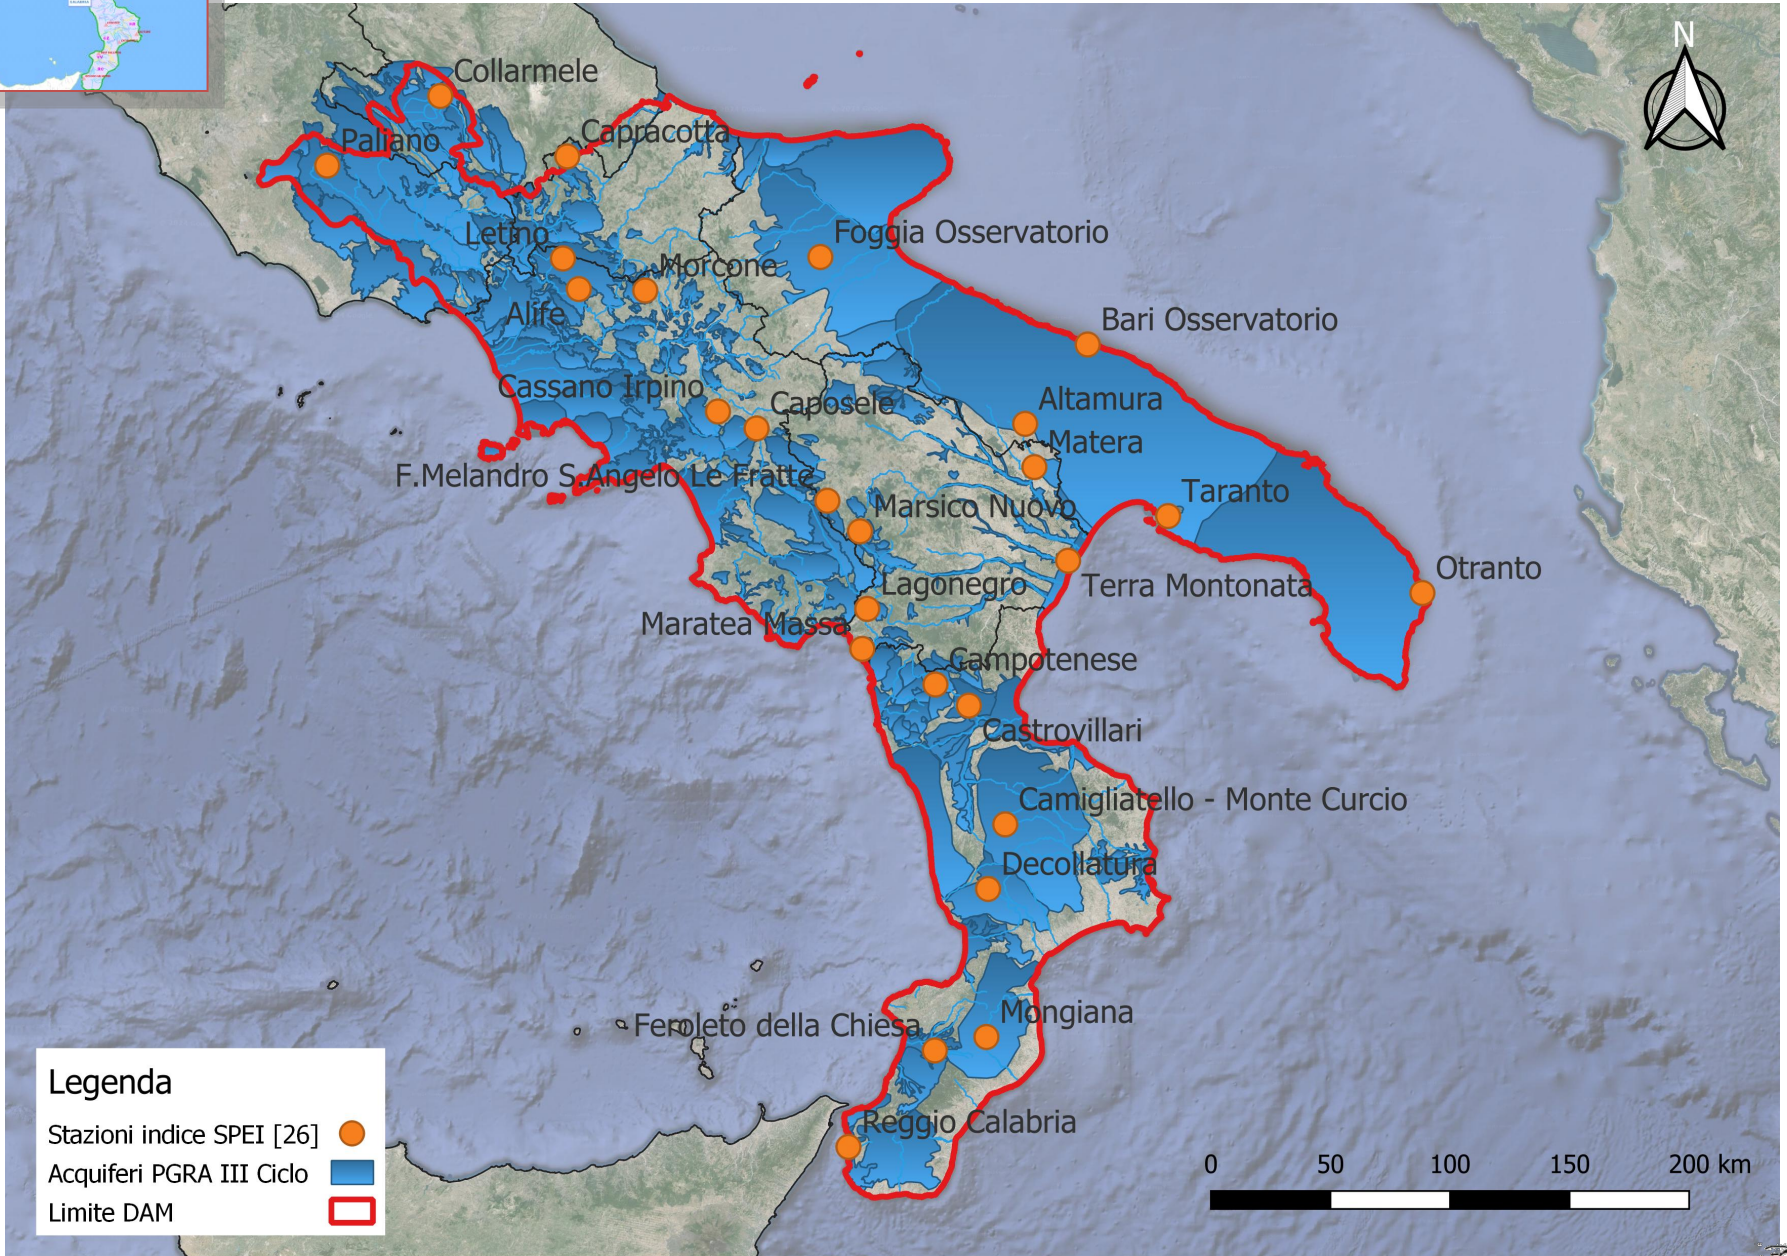 Collarmele
Paliano
Capracotta
N
Letino
Foggia Osservatorio
Morcone
Alife
Bari Osservatorio
Cassano Irpino
Caposele
Altamura
Matera
F.Melandro S.Angelo Le Fratte
Marsico Nuovo
Taranto
Lagonegro
Terra Montonata
Otranto
Maratea Massa
Campotenese
Castrovillari
Camigliatello - Monte Curcio
Decollatura
Feroleto della Chiesa
Mongiana
Reggio Calabria
Legenda
Stazioni indice SPEI [26]
Acquiferi PGRA III Ciclo
Limite DAM
0 50 100 150 200 km